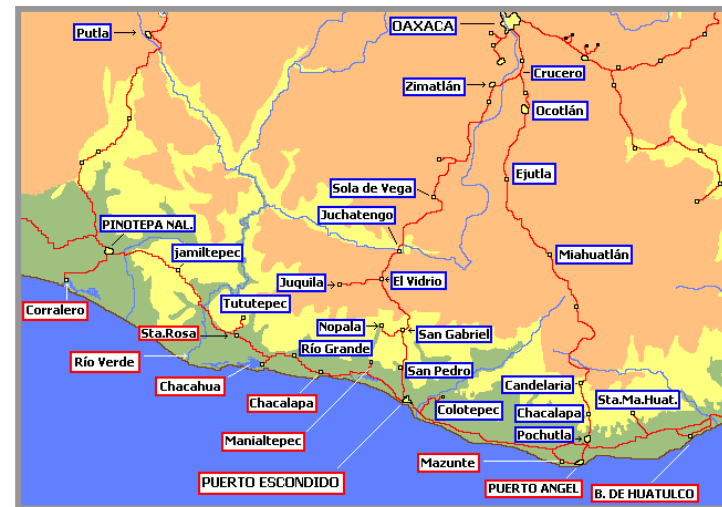 OAXACA
Putla
Crucero
Zimatlán
Ocotlán
Ejutla
Sola de Vega
Juchatengo
PINOTEPA NAL.
jamiltepec
Miahuatlán
Juquila
El Vidrio
Corralero
Tututepec
Sta.Rosa
Nopala
San Gabriel
Río Grande
Río Verde
San Pedro
Chacahua
Candelaria
Sta.Ma.Huat.
Chacalapa
Colotepec
Chacalapa
Manialtepec
Pochutla
Mazunte
PUERTO ESCONDIDO
PUERTO ANGEL
B. DE HUATULCO